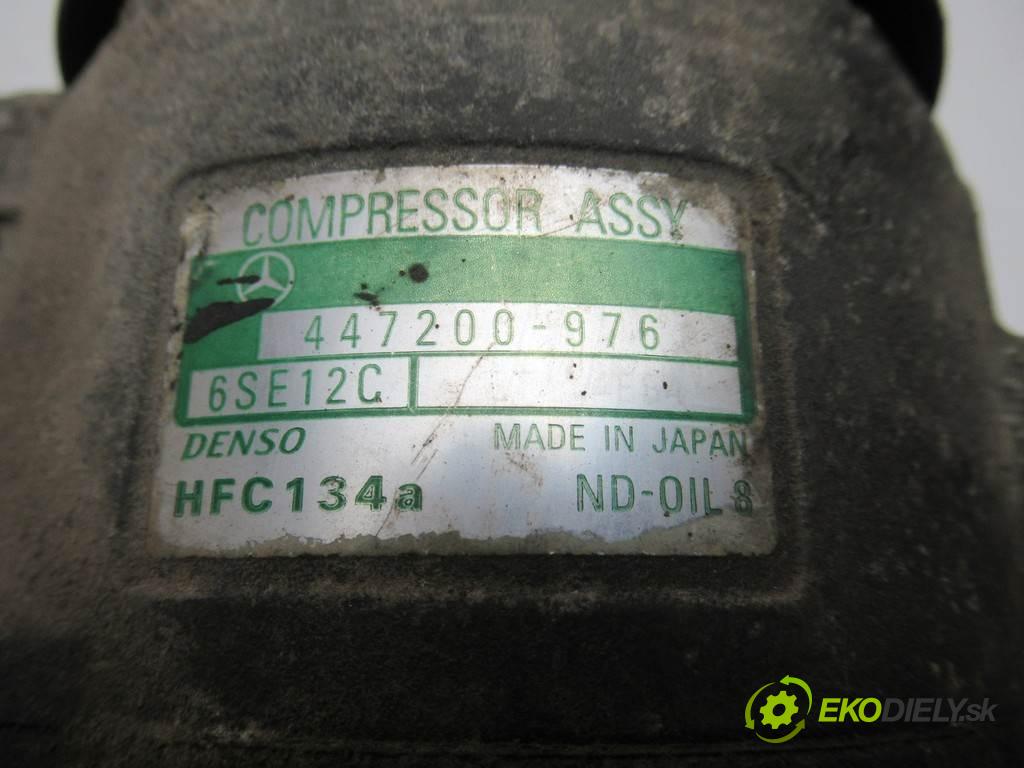 COMPRESSOR ASSY
447200-976
6SE12C
DENSO MADE IN JAPAN
HFC134a ND-OIL 8
EKODIELY.sk